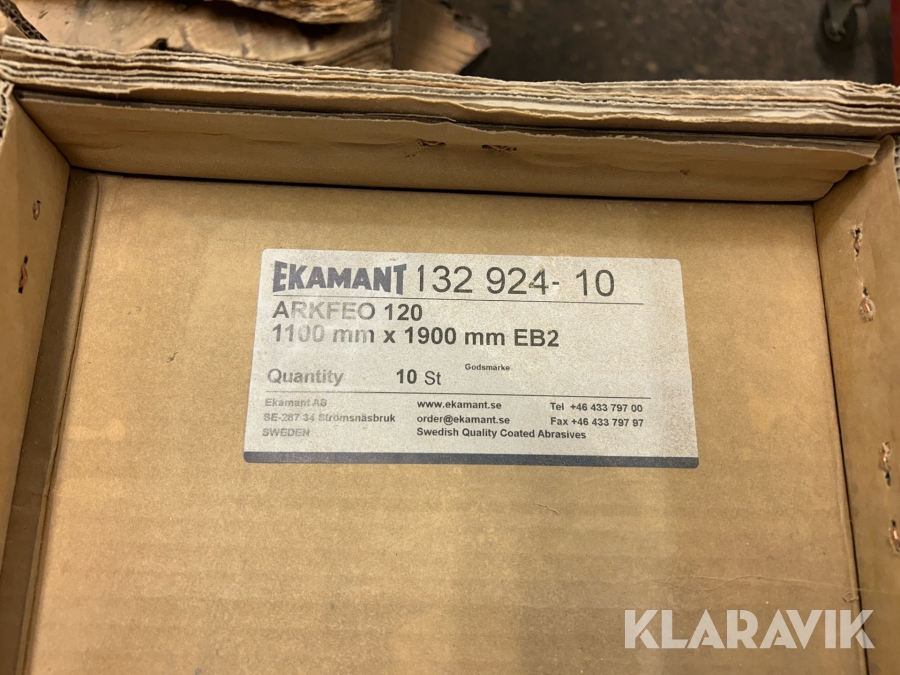 EKAMANT 132 924- 10
ARKFEO 120
1100 mm x 1900 mm EB2
Godsmärke
Quantity 10 St
Ekamant AB www.ekamant.se Tel +46 433 797 00
SE-287 34 Strömsnäsbruk order@ekamant.se Fax +46 433 797 97
SWEDEN Swedish Quality Coated Abrasives
KLARAVIK